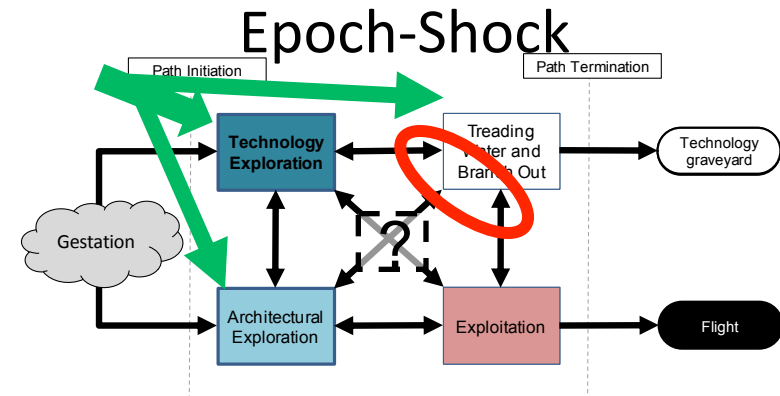 Epoch-Shock
Path Initiation
Path Termination
Technology
Exploration
Treading
Water and
Branch Out
Technology
graveyard
Gestation
?
Architectural
Exploration
Exploitation
Flight